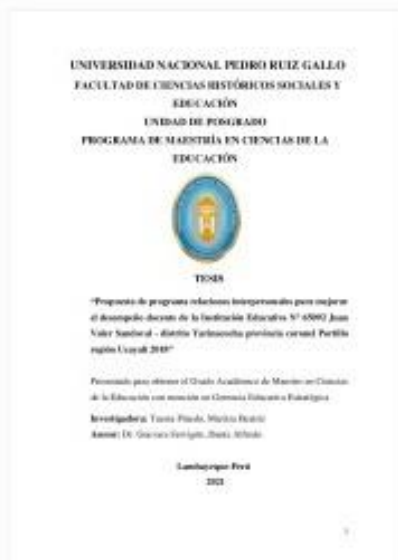 UNIVERSIDAD NACIONAL PEDRO RUIZ GALLO
FACULTAD DE CIENCIAS HISTÓRICOS SOCIALES Y
EDUCACIÓN
UNIDAD DE POSGRADO
PROGRAMA DE MAESTRÍA EN CIENCIAS DE LA
EDUCACIÓN
TESIS
“Propuesta de programa relaciones interpersonales para mejorar
el desempeño docente de la Institución Educativa N° 65092 Juan
Valer Sandoval - distrito Yarinacocha provincia coronel Portillo
región Ucayali 2018”
Presentada para obtener el Grado Académico de Maestro en Ciencias
de la Educación con mención en Gerencia Educativa Estratégica
Investigadora: Pinedo, Maritza Beatriz
Asesor: Dr. Guevara Servigón, Dante Alfredo
Lambayeque-Perú
2021